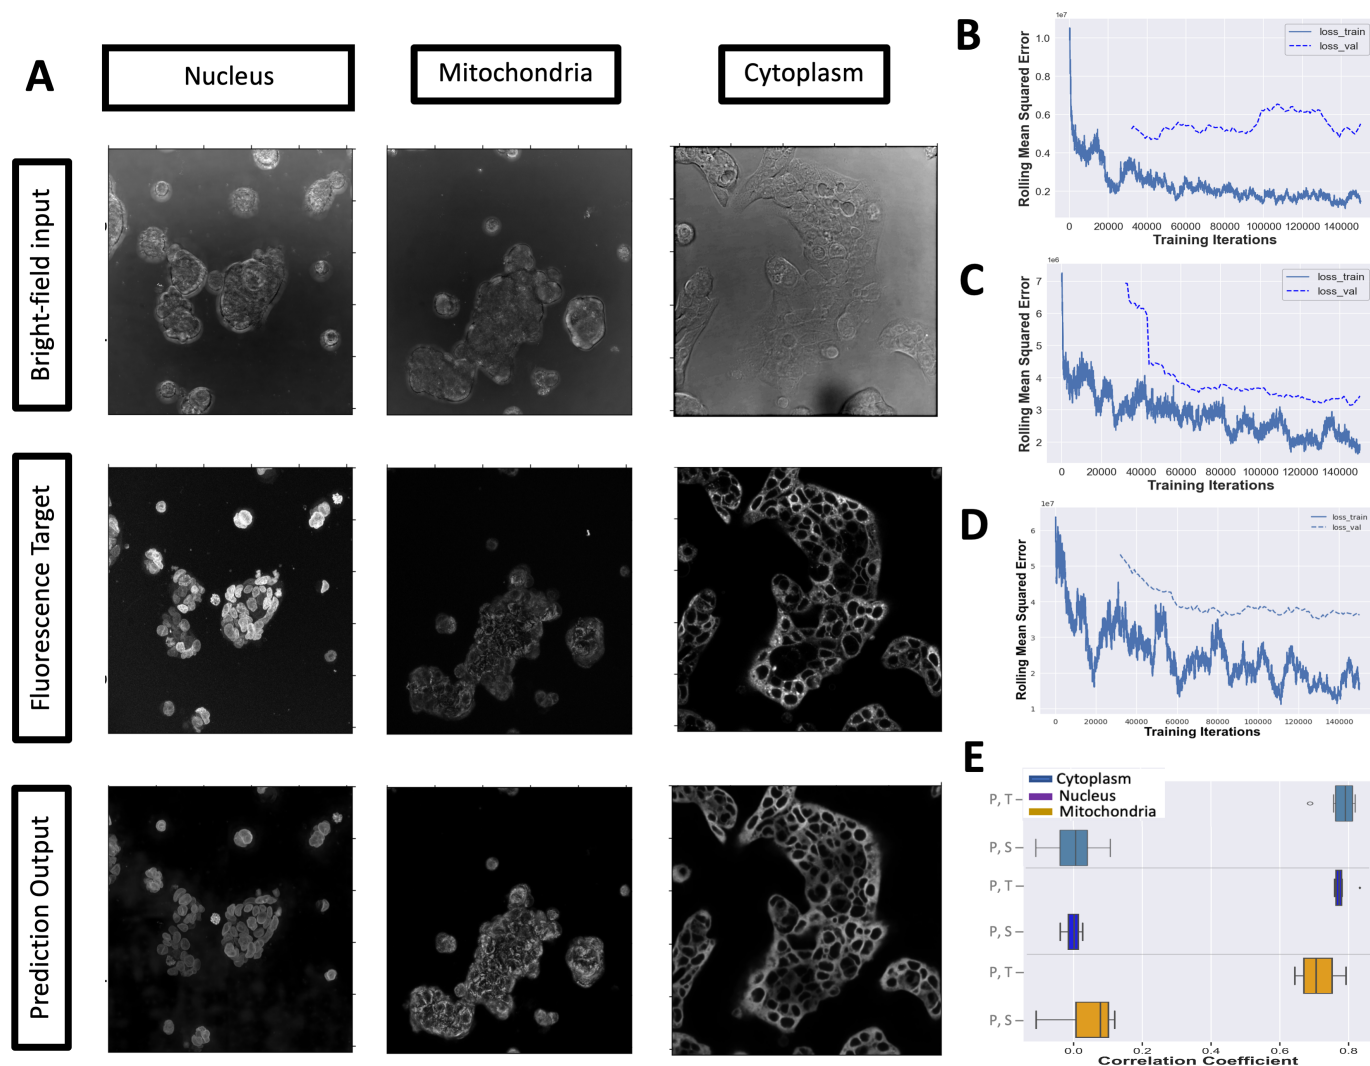 A
Nucleus
Mitochondria
Cytoplasm
Bright-field input
Fluorescence Target
Prediction Output
B
1e7
loss_train
loss_val
1.0
0.8
0.6
0.4
0.2
Rolling Mean Squared Error
0 20000 40000 60000 80000 100000 120000 140000
Training Iterations
C
1e6
loss_train
loss_val
7
6
5
4
3
2
Rolling Mean Squared Error
0 20000 40000 60000 80000 100000 120000 140000
Training Iterations
D
1e7
loss_train
loss_val
6
5
4
3
2
1
Rolling Mean Squared Error
0 20000 40000 60000 80000 100000 120000 140000
Training Iterations
E
Cytoplasm
Nucleus
Mitochondria
P, T
P, S
P, T
P, S
P, T
P, S
0.0 0.2 0.4 0.6 0.8
Correlation Coefficient